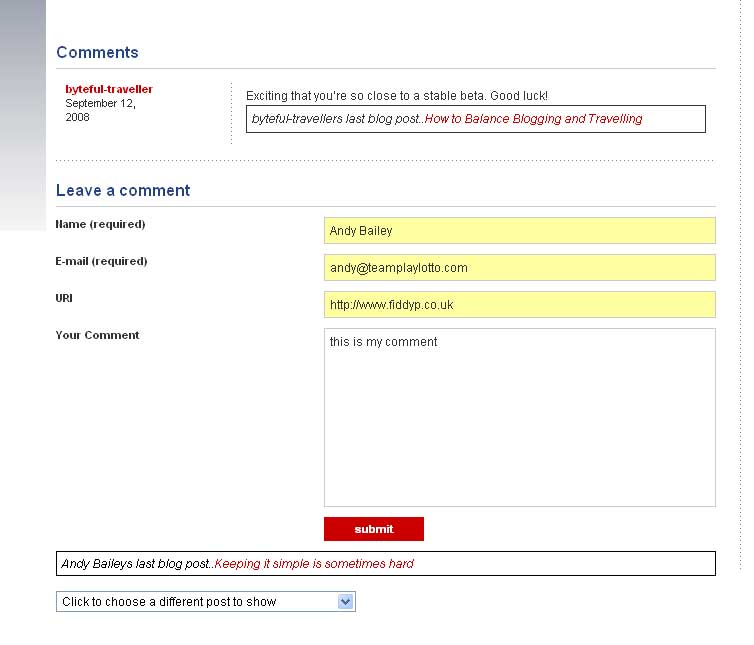 Comments
byteful-traveller
September 12,
2008
Exciting that you're so close to a stable beta. Good luck!
byteful-travellers last blog post..How to Balance Blogging and Travelling
Leave a comment
Name (required)
Andy Bailey
E-mail (required)
andy@teamplaylotto.com
URI
http://www.fiddyp.co.uk
Your Comment
this is my comment
submit
Andy Baileys last blog post..Keeping it simple is sometimes hard
Click to choose a different post to show